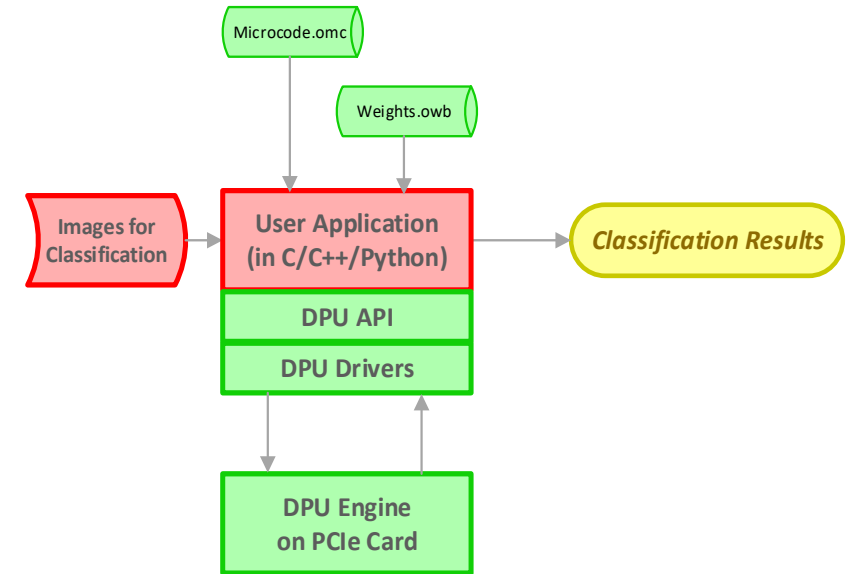 Microcode.omc
Weights.owb
Images for
Classification
User Application
(in C/C++/Python)
Classification Results
DPU API
DPU Drivers
DPU Engine
on PCIe Card